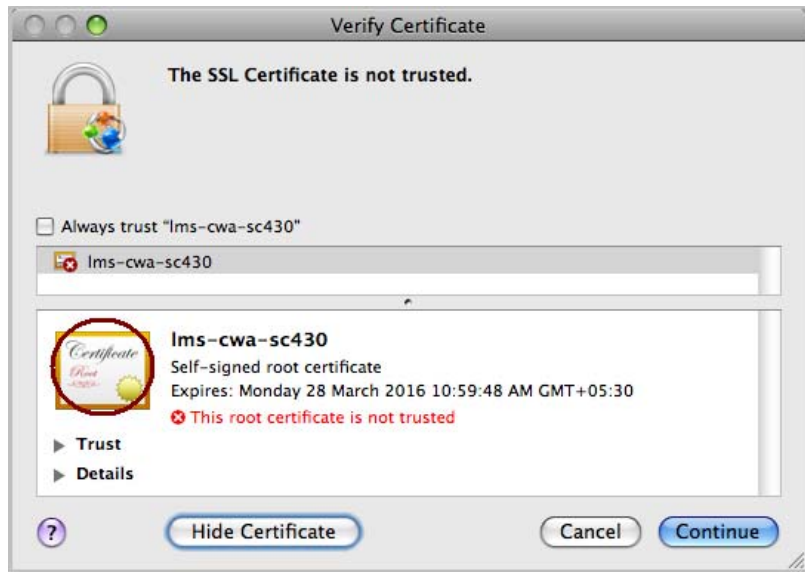 Verify Certificate
The SSL Certificate is not trusted.
Always trust "lms-cwa-sc430"
lms-cwa-sc430
Certificate
Root
lms-cwa-sc430
Self-signed root certificate
Expires: Monday 28 March 2016 10:59:48 AM GMT+05:30
This root certificate is not trusted
Trust
Details
?
Hide Certificate
Cancel
Continue